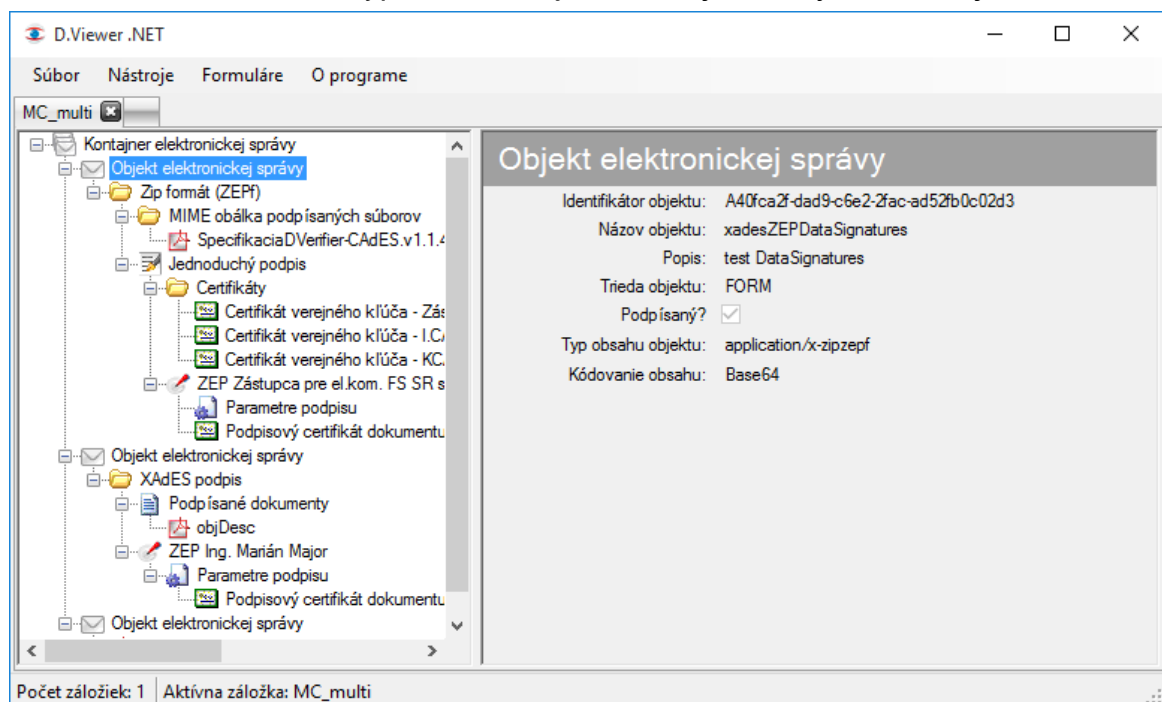 D.Viewer .NET
Súbor Nástroje Formuláre O programe
MC_multi
Kontajner elektronickej správy
Objekt elektronickej správy
Zip formát (ZEPf)
MIME obálka podpísaných súborov
SpecifikaciaDVerifier-CAdES.v1.1.4
Jednoduchý podpis
Certifikáty
Certifikát verejného kľúča - Zás
Certifikát verejného kľúča - I.CA
Certifikát verejného kľúča - KC
ZEP Zástupca pre el.kom. FS SR s
Parametre podpisu
Podpisový certifikát dokumentu
Objekt elektronickej správy
XAdES podpis
Podpísané dokumenty
objDesc
ZEP Ing. Marián Major
Parametre podpisu
Podpisový certifikát dokumentu
Objekt elektronickej správy
Objekt elektronickej správy
Identifikátor objektu: A40fca2f-dad9-c6e2-2fac-ad52fb0c02d3
Názov objektu: xadesZEPDataSignatures
Popis: test DataSignatures
Trieda objektu: FORM
Podpísaný?
Typ obsahu objektu: application/x-zipzepf
Kódovanie obsahu: Base64
Počet záložiek: 1 Aktívna záložka: MC_multi